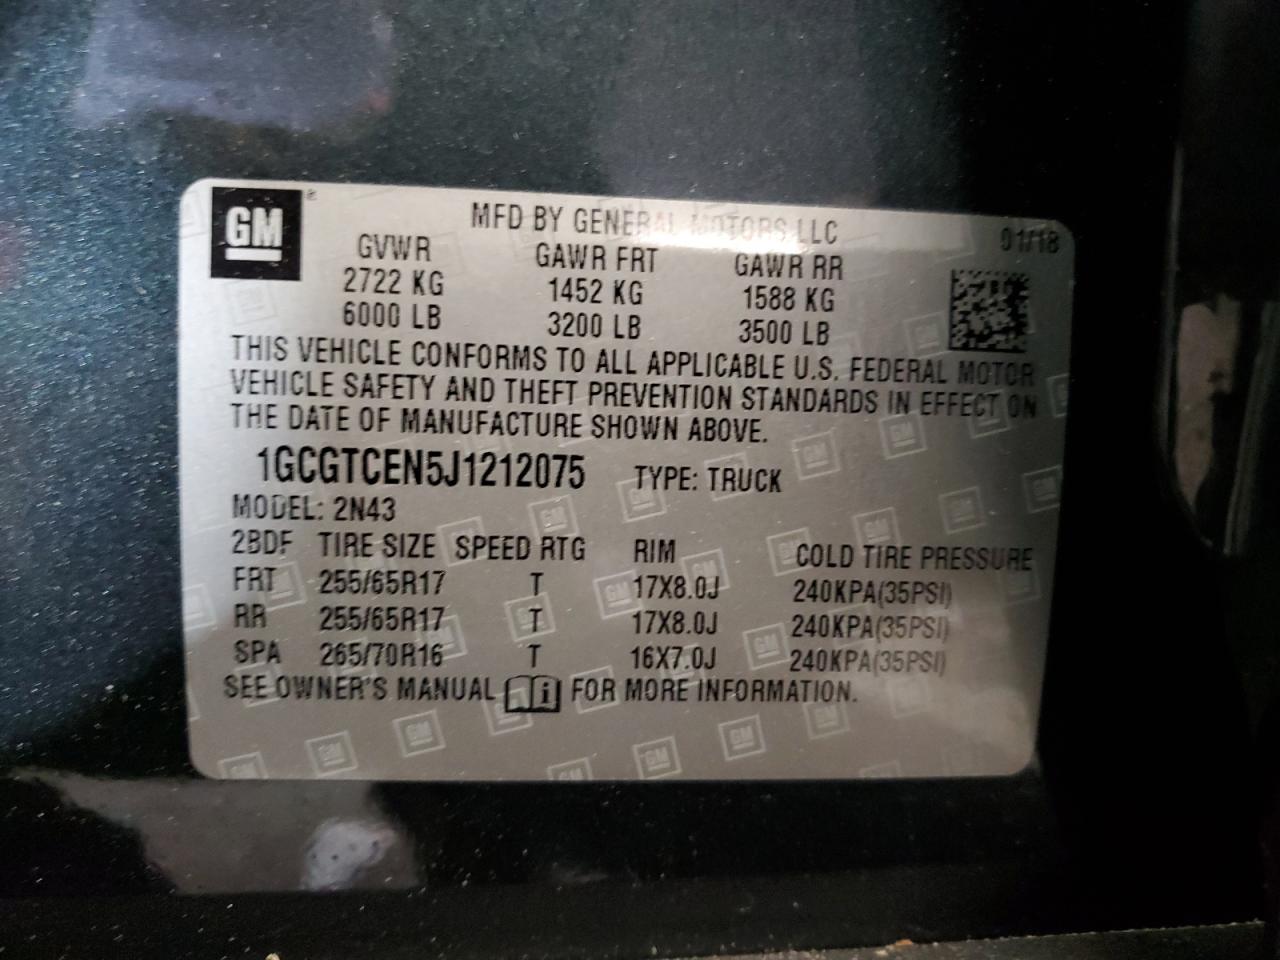 GM ®
MFD BY GENERAL MOTORS LLC 01/18
GVWR GAWR FRT GAWR RR
2722 KG 1452 KG 1588 KG
6000 LB 3200 LB 3500 LB
THIS VEHICLE CONFORMS TO ALL APPLICABLE U.S. FEDERAL MOTOR
VEHICLE SAFETY AND THEFT PREVENTION STANDARDS IN EFFECT ON
THE DATE OF MANUFACTURE SHOWN ABOVE.
1GCGTCEN5J1212075 TYPE: TRUCK
MODEL: 2N43
2BDF TIRE SIZE SPEED RTG RIM COLD TIRE PRESSURE
FRT 255/65R17 T 17X8.0J 240KPA(35PSI)
RR 255/65R17 T 17X8.0J 240KPA(35PSI)
SPA 265/70R16 T 16X7.0J 240KPA(35PSI)
SEE OWNER'S MANUAL i FOR MORE INFORMATION.